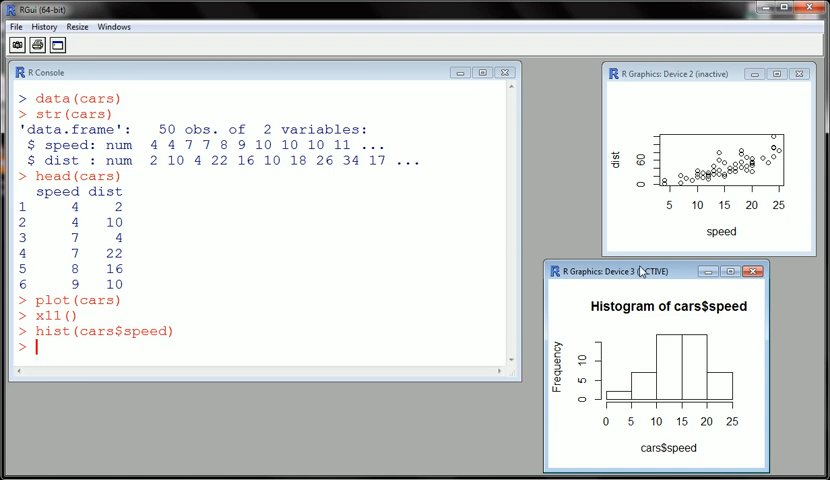 RGui (64-bit)
File History Resize Windows
R Console
> data(cars)
> str(cars)
'data.frame': 50 obs. of 2 variables:
$ speed: num 4 4 7 7 8 9 10 10 10 11 ...
$ dist : num 2 10 4 22 16 10 18 26 34 17 ...
> head(cars)
speed dist
1 4 2
2 4 10
3 7 4
4 7 22
5 8 16
6 9 10
> plot(cars)
> x11()
> hist(cars$speed)
>
R Graphics: Device 2 (inactive)
dist
60
0
5 10 15 20 25
speed
R Graphics: Device 3 (ACTIVE)
Histogram of cars$speed
Frequency
10
5
0
0 5 10 15 20 25
cars$speed